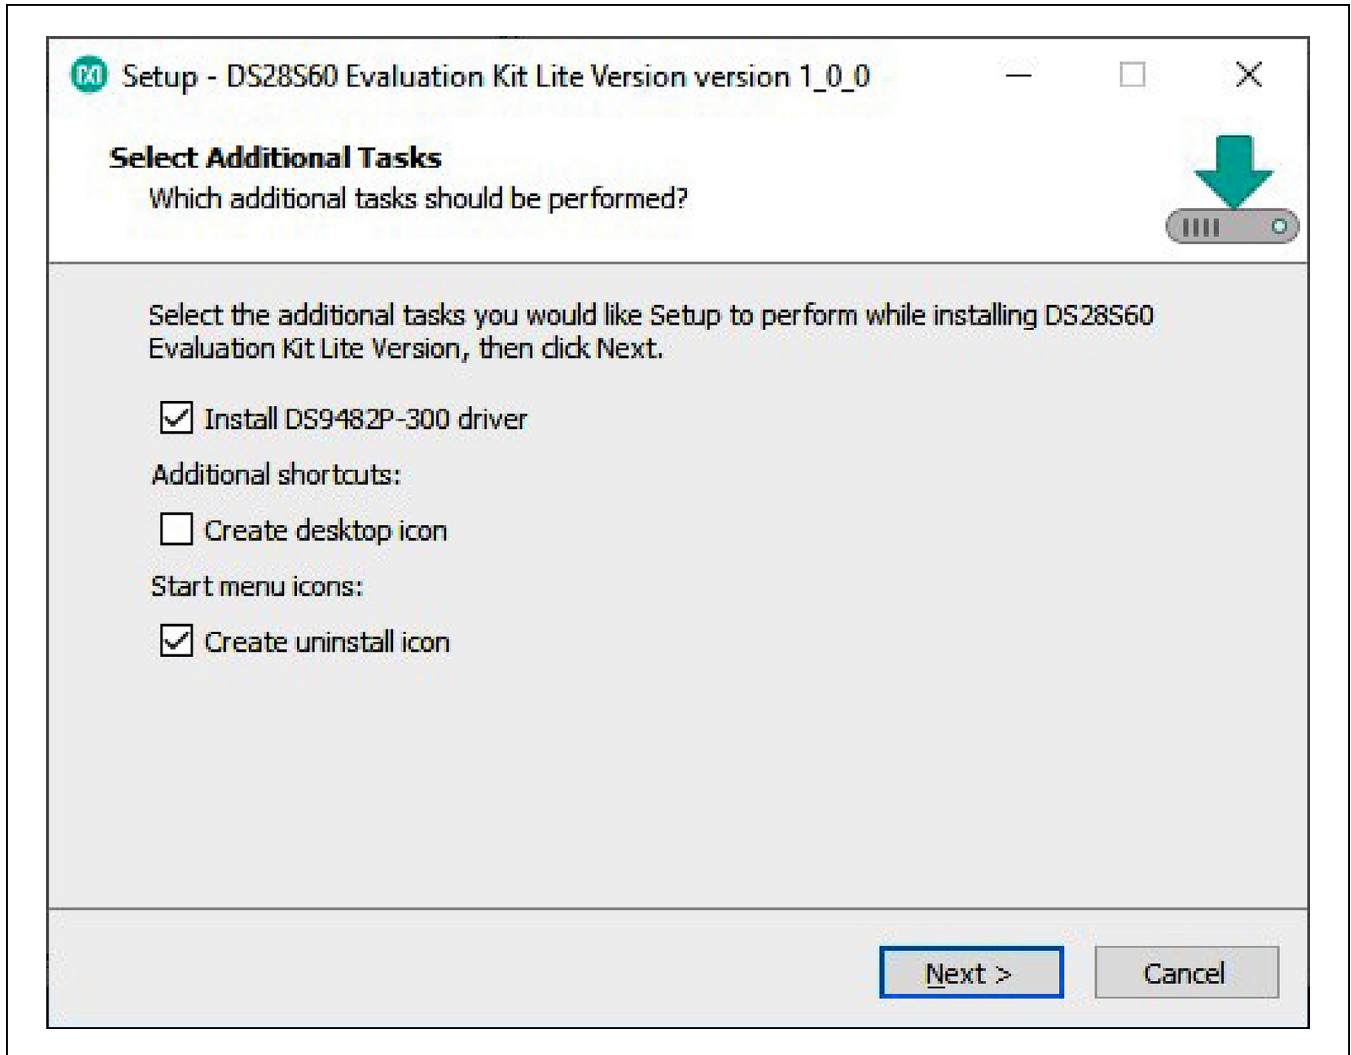 Setup - DS28S60 Evaluation Kit Lite Version version 1_0_0
Select Additional Tasks
Which additional tasks should be performed?
Select the additional tasks you would like Setup to perform while installing DS28S60
Evaluation Kit Lite Version, then click Next.
Install DS9482P-300 driver
Additional shortcuts:
Create desktop icon
Start menu icons:
Create uninstall icon
Next >
Cancel